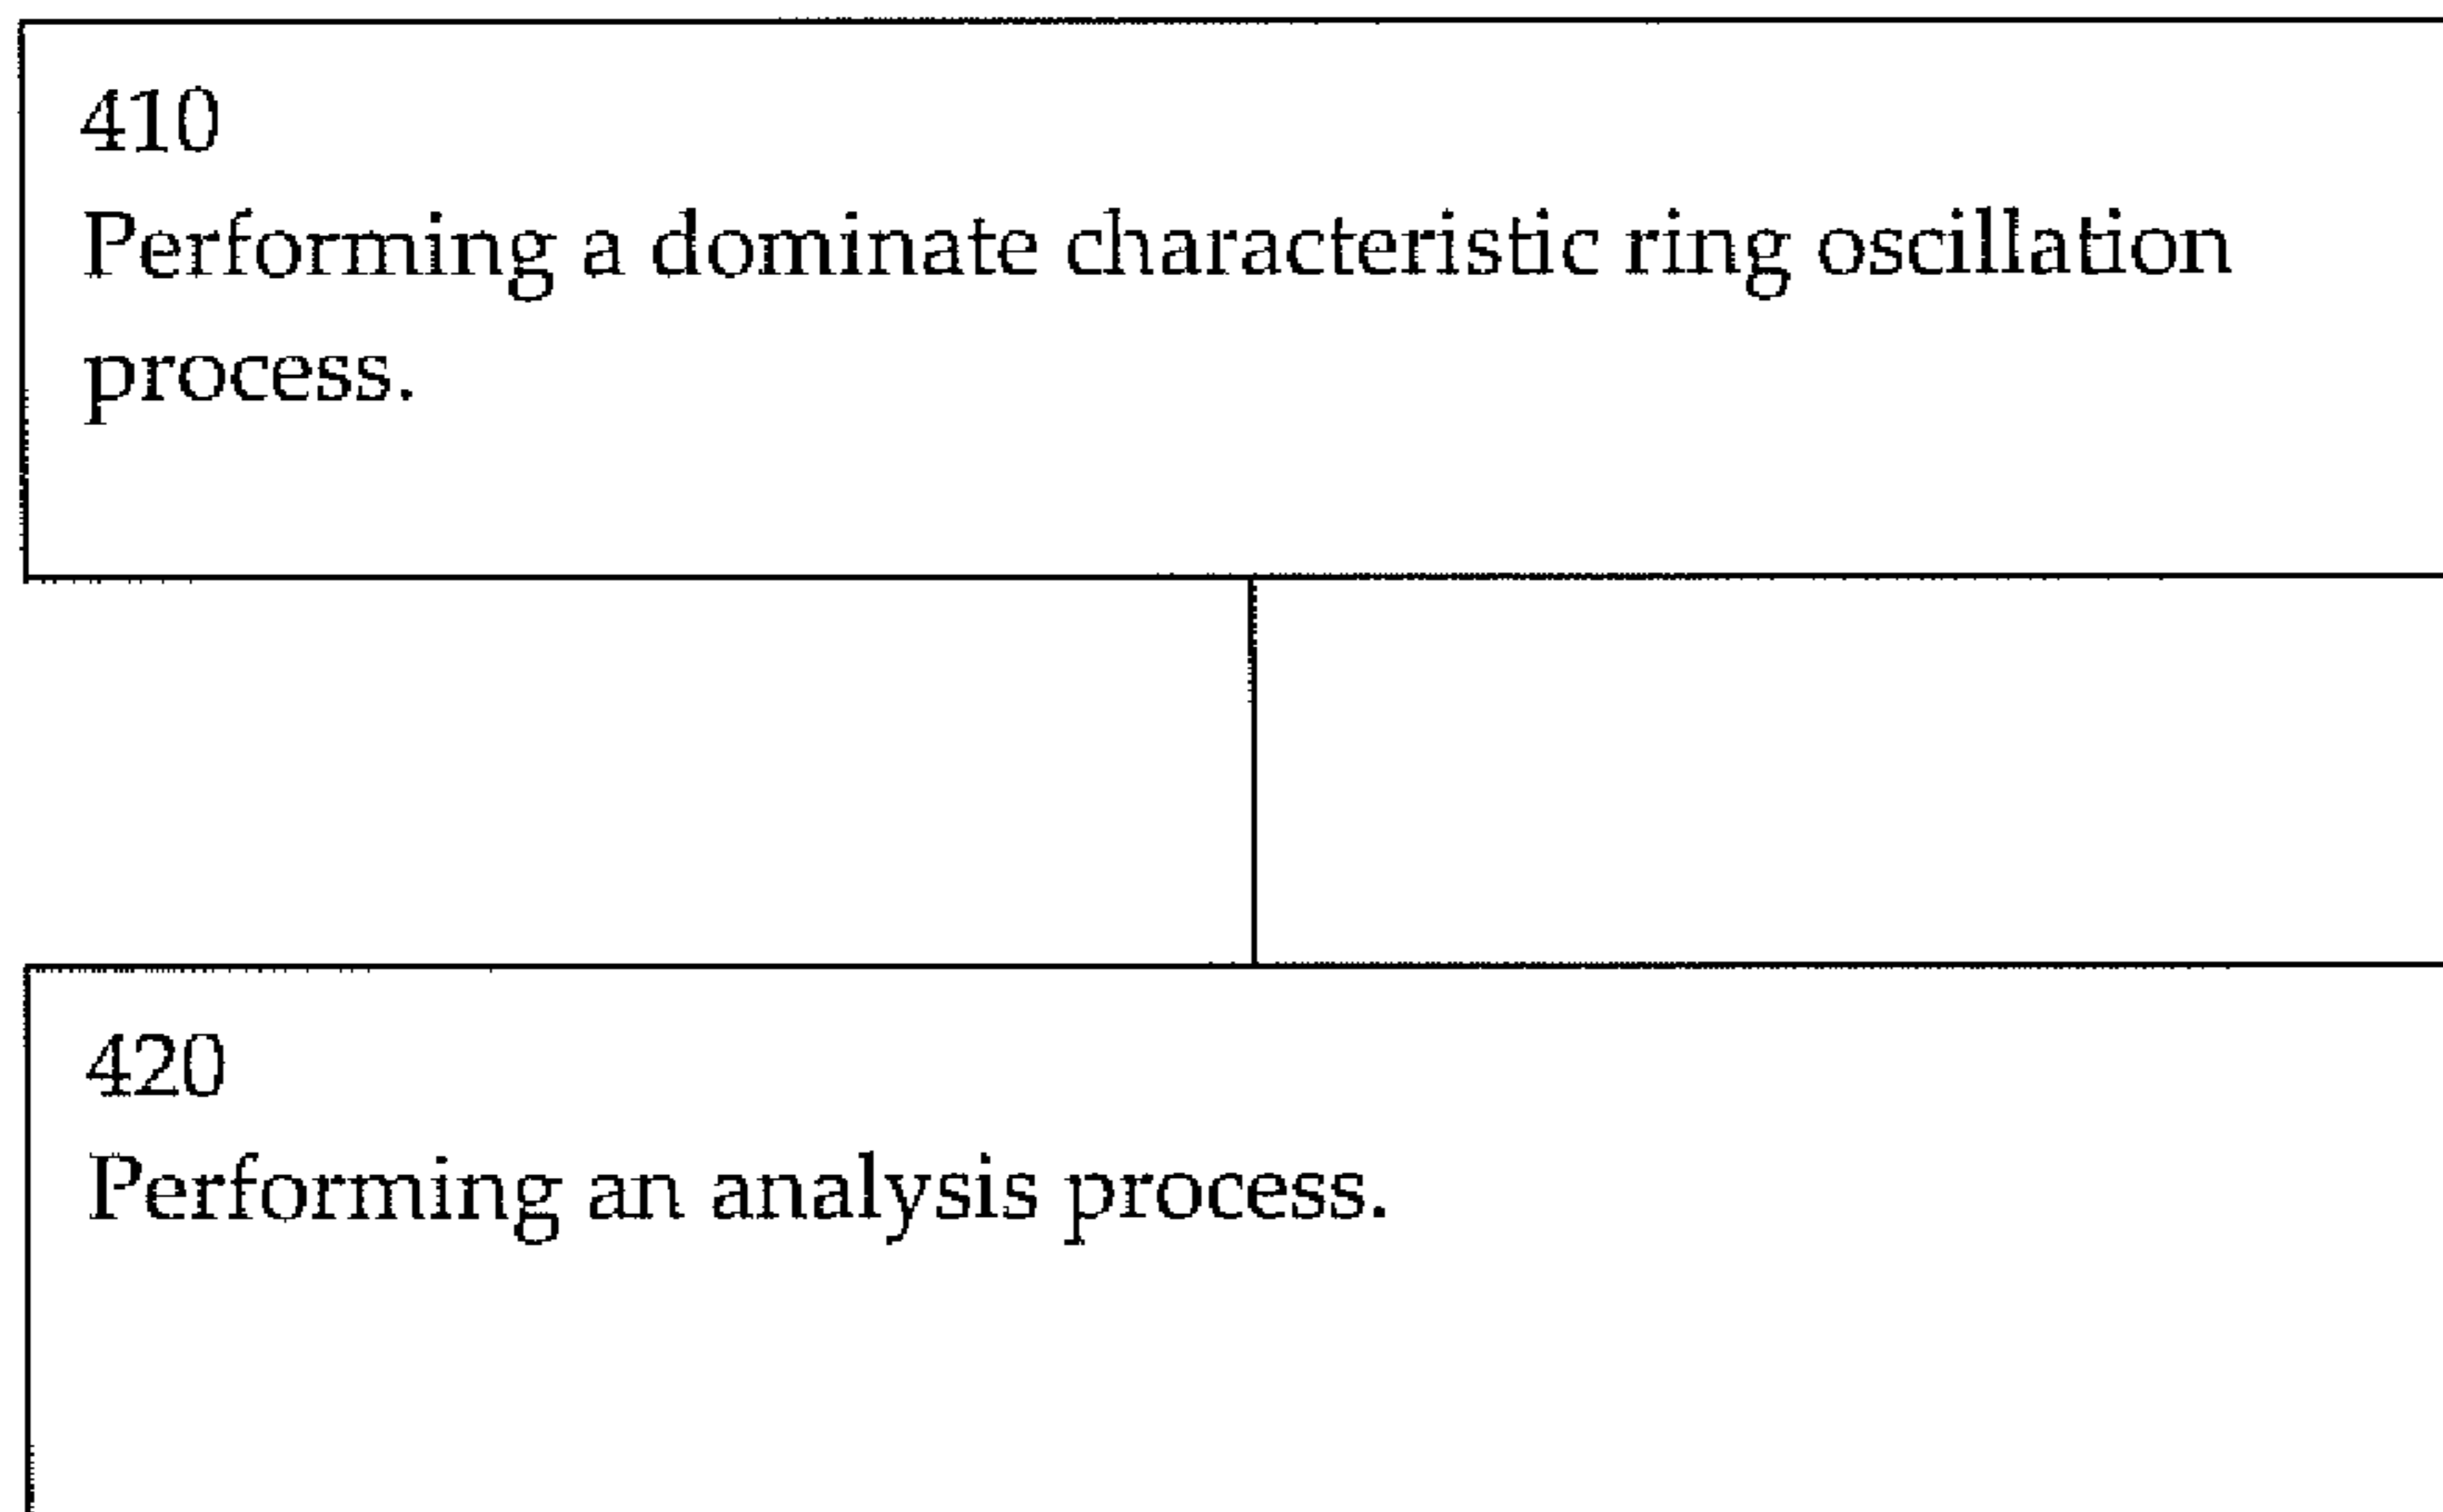 410
Performing a dominate characteristic ring oscillation
process.
420
Performing an analysis process.